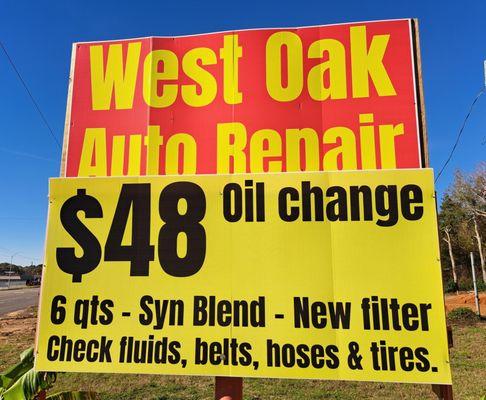 West Oak
Auto Repair
$48 Oil change
6 qts - Syn Blend - New filter
Check fluids, belts, hoses & tires.